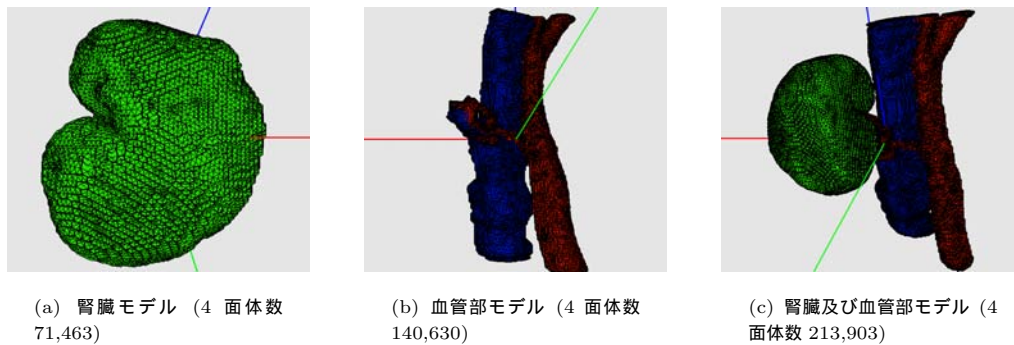 (a) 腎臓モデル (4 面体数
71,463)
(b) 血管部モデル (4 面体数
140,630)
(c) 腎臓及び血管部モデル (4
面体数 213,903)